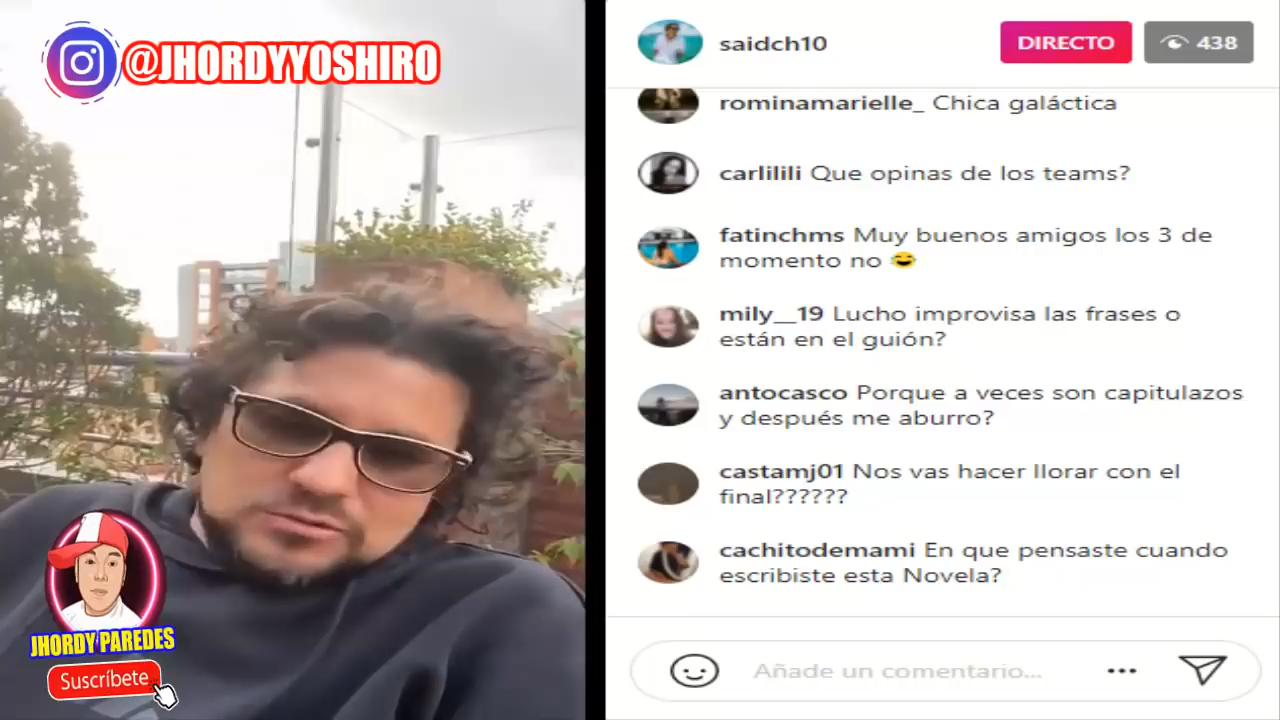 @JHORDYYOSHIRO
saidch10
DIRECTO
438
rominamarielle_ Chica galáctica
carlilili Que opinas de los teams?
fatinchms Muy buenos amigos los 3 de
momento no 😂
mily__19 Lucho improvisa las frases o
están en el guión?
antocasco Porque a veces son capitulazos
y después me aburro?
castamj01 Nos vas hacer llorar con el
final??????
cachitodemami En que pensaste cuando
escribiste esta Novela?
Añade un comentario...
JHORDY PAREDES
Suscríbete